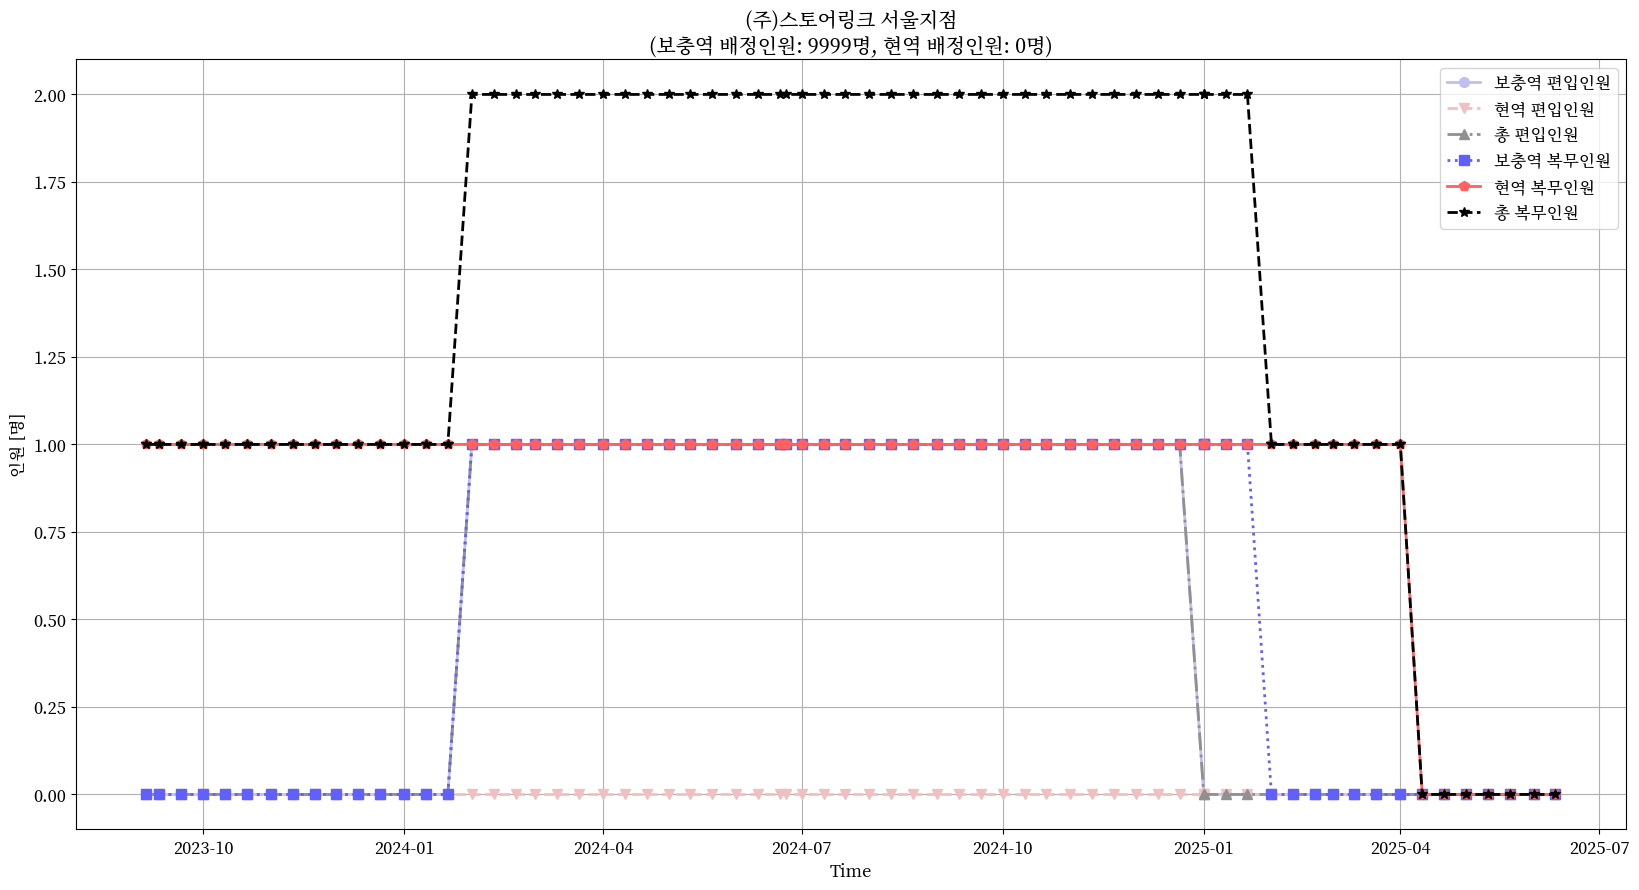 (주)스토어링크 서울지점
(보충역 배정인원: 9999명, 현역 배정인원: 0명)
보충역 편입인원
현역 편입인원
총 편입인원
보충역 복무인원
현역 복무인원
총 복무인원
2.00
1.75
1.50
1.25
1.00
0.75
0.50
0.25
0.00
인원 [명]
2023-10
2024-01
2024-04
2024-07
2024-10
2025-01
2025-04
2025-07
Time